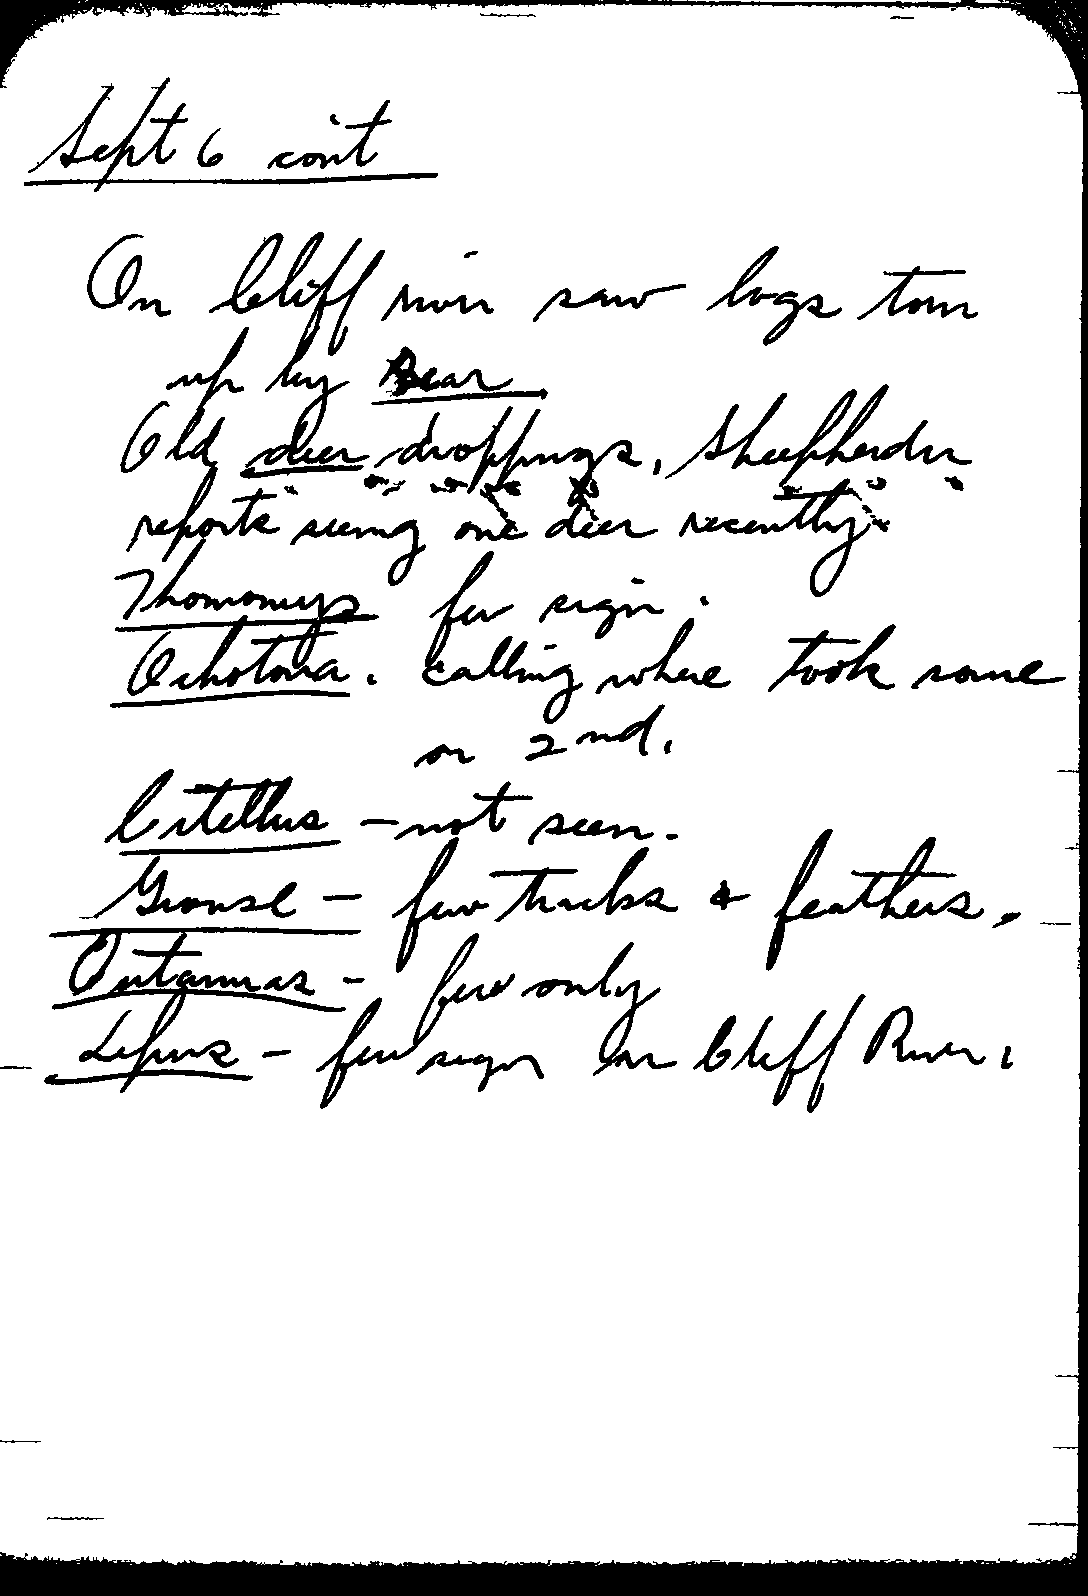 Sept 6 con't
On Cliff river saw logs torn
up by Bear
Old deer droppings, Sheepherder
reports seeing one deer recently
Thomomys few sign.
Ochotona. calling where took some
on 2nd.
Citellus - not seen.
Grouse - few tracks & feathers.
Eutamias - few only
Lepus - few sign on Cliff River.